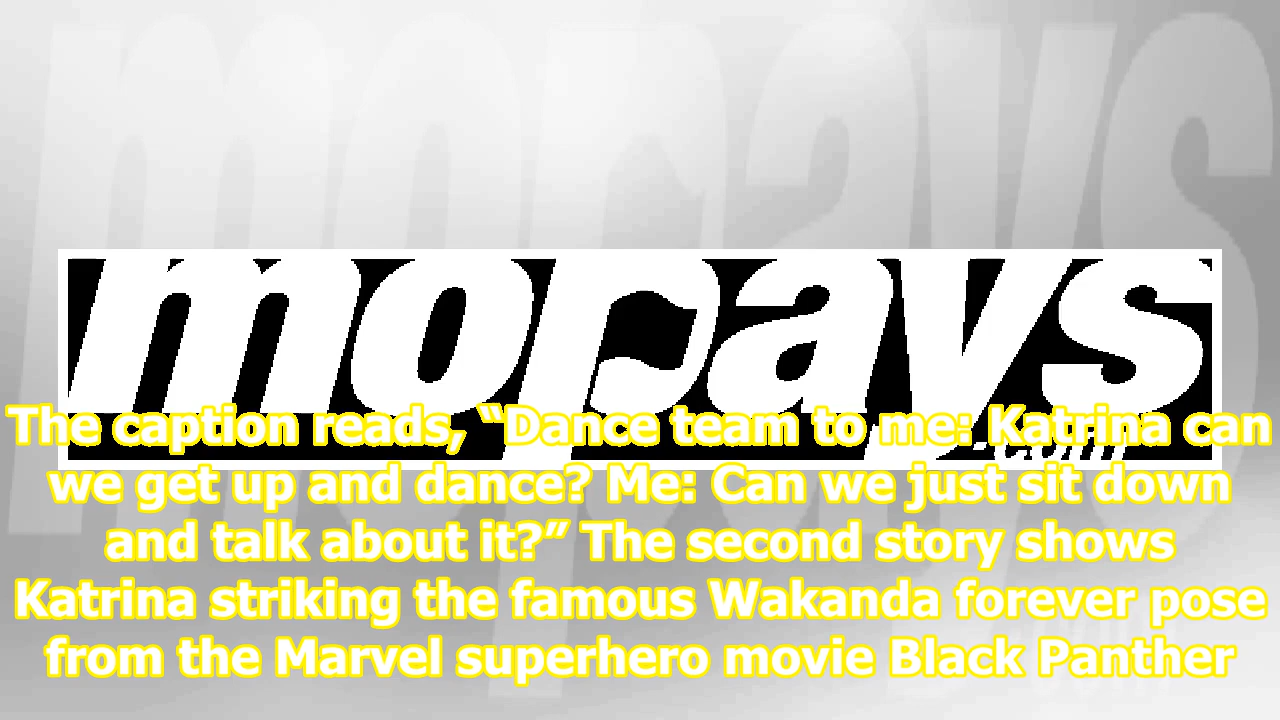 mopays
.com
The caption reads, “Dance team to me: Katrina can
we get up and dance? Me: Can we just sit down
and talk about it?” The second story shows
Katrina striking the famous Wakanda forever pose
from the Marvel superhero movie Black Panther